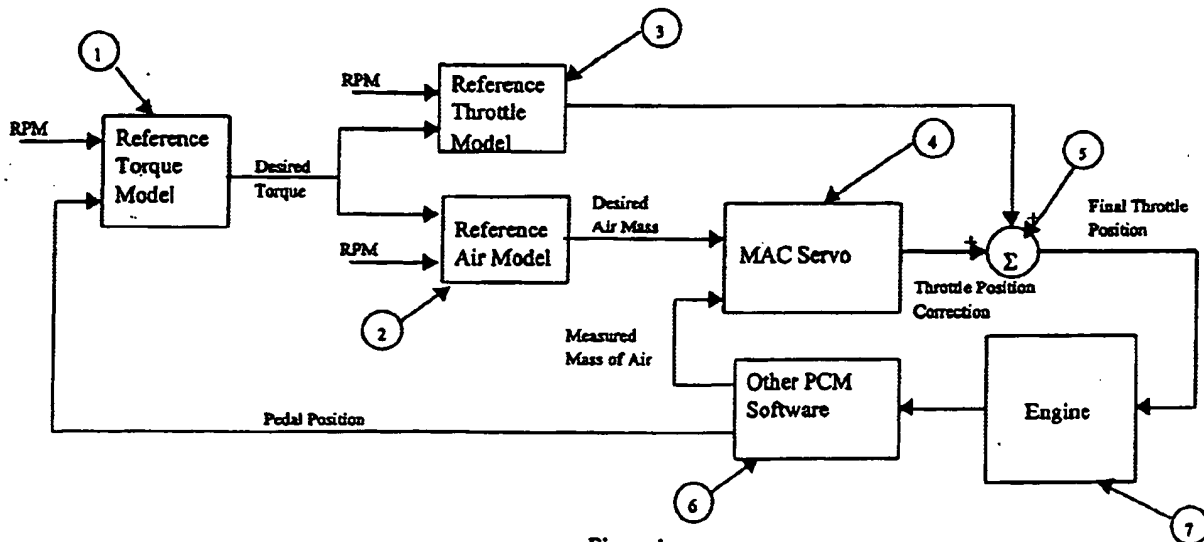 1
RPM
Reference
Torque
Model
Desired
Torque
RPM
Reference
Throttle
Model
3
Reference
Air Model
RPM
2
Desired
Air Mass
4
MAC Servo
+
+
Σ
5
Final Throttle
Position
Throttle Position
Correction
Measured
Mass of Air
Other PCM
Software
6
Engine
7
Pedal Position